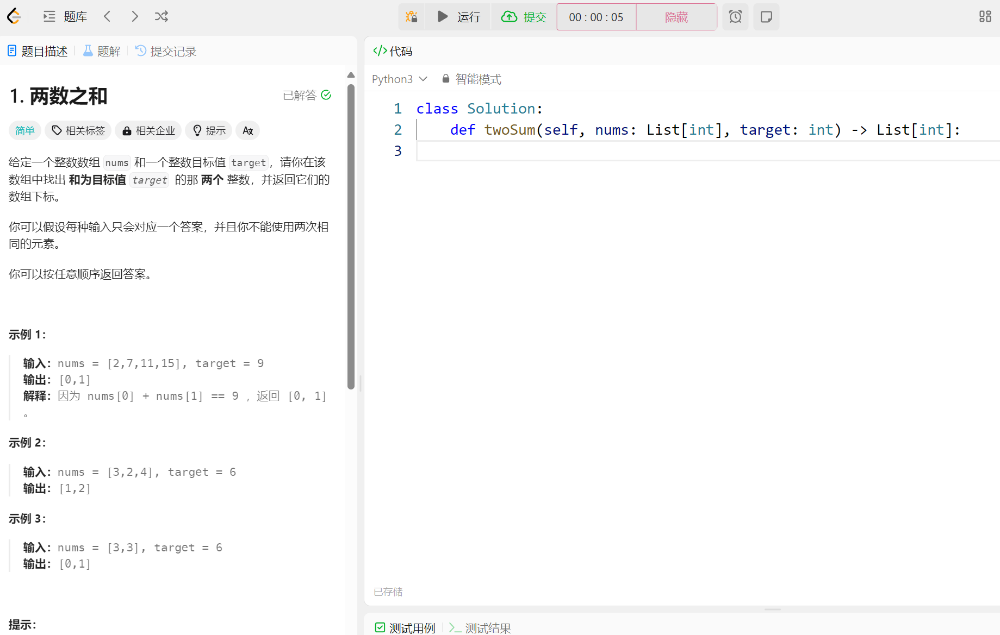 题库 运行 提交 00 : 00 : 05 隐藏
题目描述 题解 提交记录
1. 两数之和 已解答
简单 相关标签 相关企业 提示
给定一个整数数组 nums 和一个整数目标值 target，请你在该
数组中找出 和为目标值 target 的那 两个 整数，并返回它们的
数组下标。
你可以假设每种输入只会对应一个答案，并且你不能使用两次相
同的元素。
你可以按任意顺序返回答案。
示例 1：
输入：nums = [2,7,11,15], target = 9
输出：[0,1]
解释：因为 nums[0] + nums[1] == 9 ，返回 [0, 1]
。
示例 2：
输入：nums = [3,2,4], target = 6
输出：[1,2]
示例 3：
输入：nums = [3,3], target = 6
输出：[0,1]
提示：
</> 代码
Python3 智能模式
1 class Solution:
2     def twoSum(self, nums: List[int], target: int) -> List[int]:
3
已存储
测试用例 >_ 测试结果